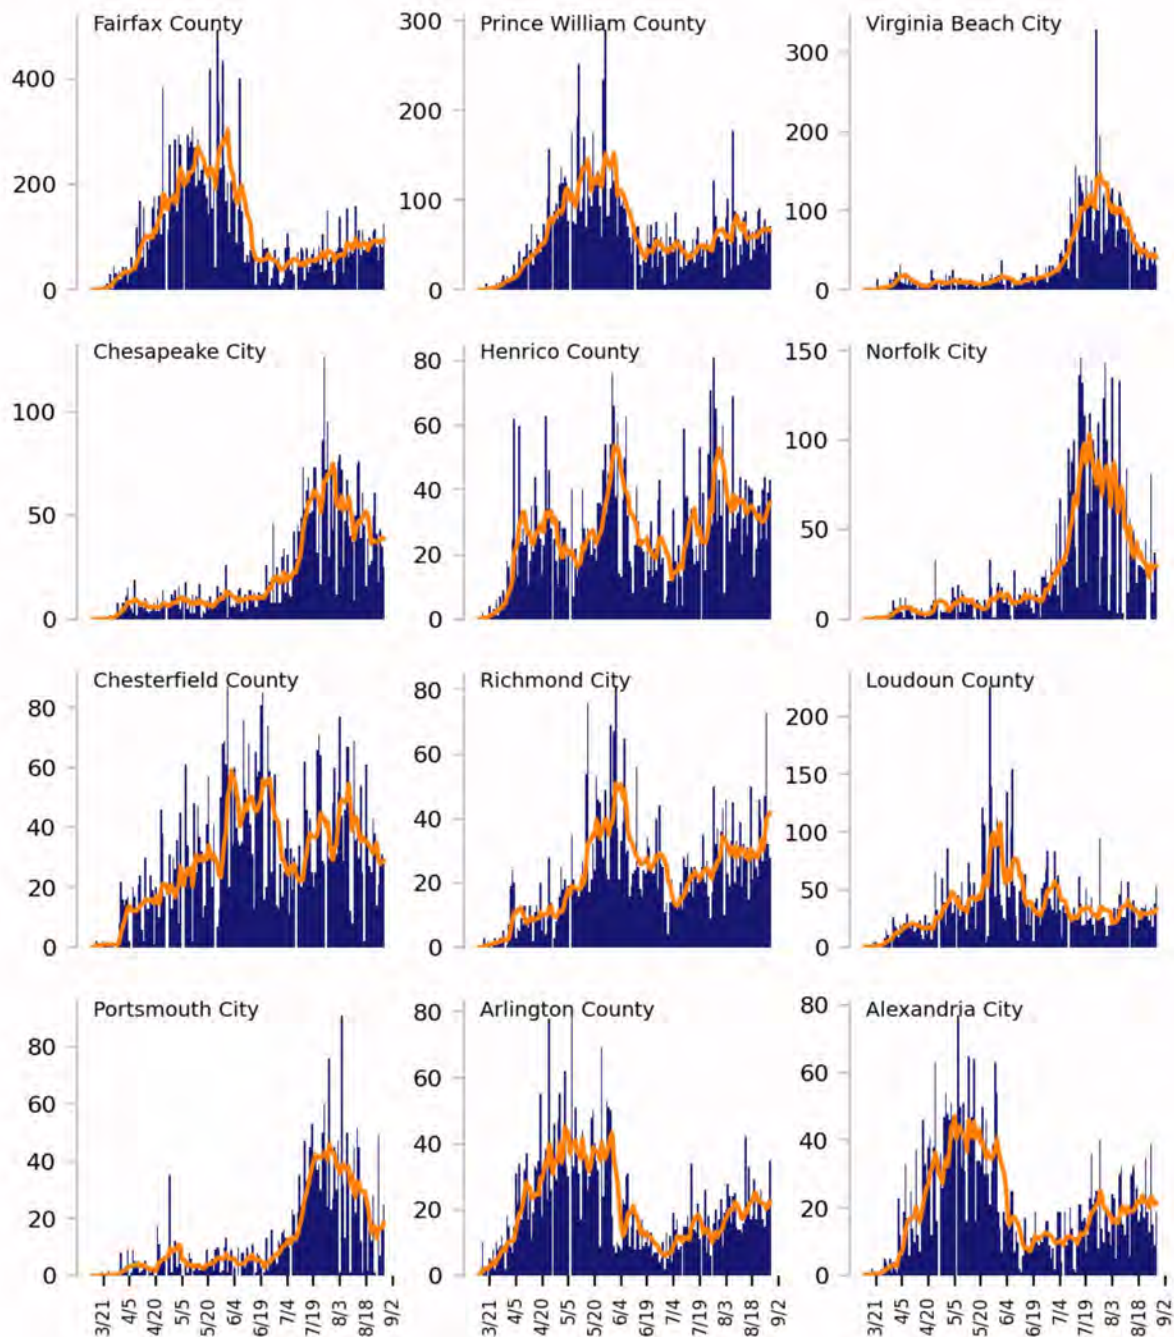 Fairfax County Prince William County Virginia Beach City
400 300 300
200 200 200
0 100 100
0 0
Chesapeake City Henrico County Norfolk City
100 80 150
50 60 100
0 40 50
20 0
0
Chesterfield County Richmond City Loudoun County
80 80 200
60 60 150
40 40 100
20 20 50
0 0 0
Portsmouth City Arlington County Alexandria City
80 80 80
60 60 60
40 40 40
20 20 20
0 0 0
3/21 4/5 4/20 5/5 5/20 6/4 6/19 7/4 7/19 8/3 8/18 9/2 3/21 4/5 4/20 5/5 5/20 6/4 6/19 7/4 7/19 8/3 8/18 9/2 3/21 4/5 4/20 5/5 5/20 6/4 6/19 7/4 7/19 8/3 8/18 9/2